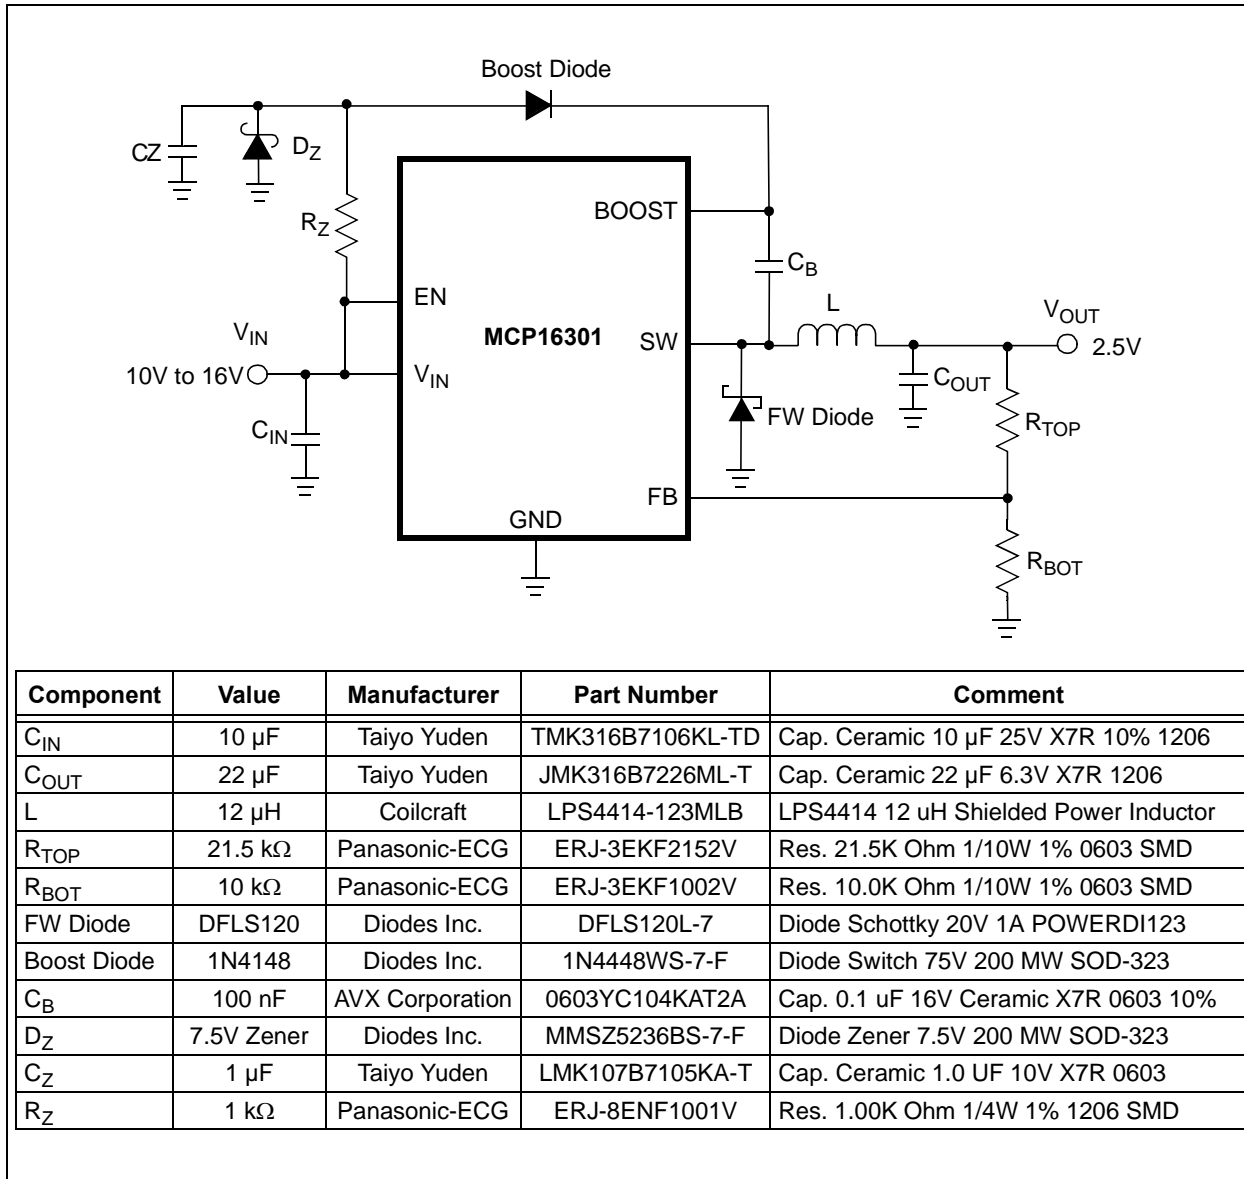 Boost Diode
CZ
DZ
RZ
BOOST
CB
EN
L
VIN
MCP16301
SW
VOUT
10V to 16V
VIN
2.5V
COUT
FW Diode
RTOP
CIN
FB
GND
RBOT
Component Value Manufacturer Part Number Comment
CIN 10 µF Taiyo Yuden TMK316B7106KL-TD Cap. Ceramic 10 µF 25V X7R 10% 1206
COUT 22 µF Taiyo Yuden JMK316B7226ML-T Cap. Ceramic 22 µF 6.3V X7R 1206
L 12 µH Coilcraft LPS4414-123MLB LPS4414 12 uH Shielded Power Inductor
RTOP 21.5 kΩ Panasonic-ECG ERJ-3EKF2152V Res. 21.5K Ohm 1/10W 1% 0603 SMD
RBOT 10 kΩ Panasonic-ECG ERJ-3EKF1002V Res. 10.0K Ohm 1/10W 1% 0603 SMD
FW Diode DFLS120 Diodes Inc. DFLS120L-7 Diode Schottky 20V 1A POWERDI123
Boost Diode 1N4148 Diodes Inc. 1N4448WS-7-F Diode Switch 75V 200 MW SOD-323
CB 100 nF AVX Corporation 0603YC104KAT2A Cap. 0.1 uF 16V Ceramic X7R 0603 10%
DZ 7.5V Zener Diodes Inc. MMSZ5236BS-7-F Diode Zener 7.5V 200 MW SOD-323
CZ 1 µF Taiyo Yuden LMK107B7105KA-T Cap. Ceramic 1.0 UF 10V X7R 0603
RZ 1 kΩ Panasonic-ECG ERJ-8ENF1001V Res. 1.00K Ohm 1/4W 1% 1206 SMD